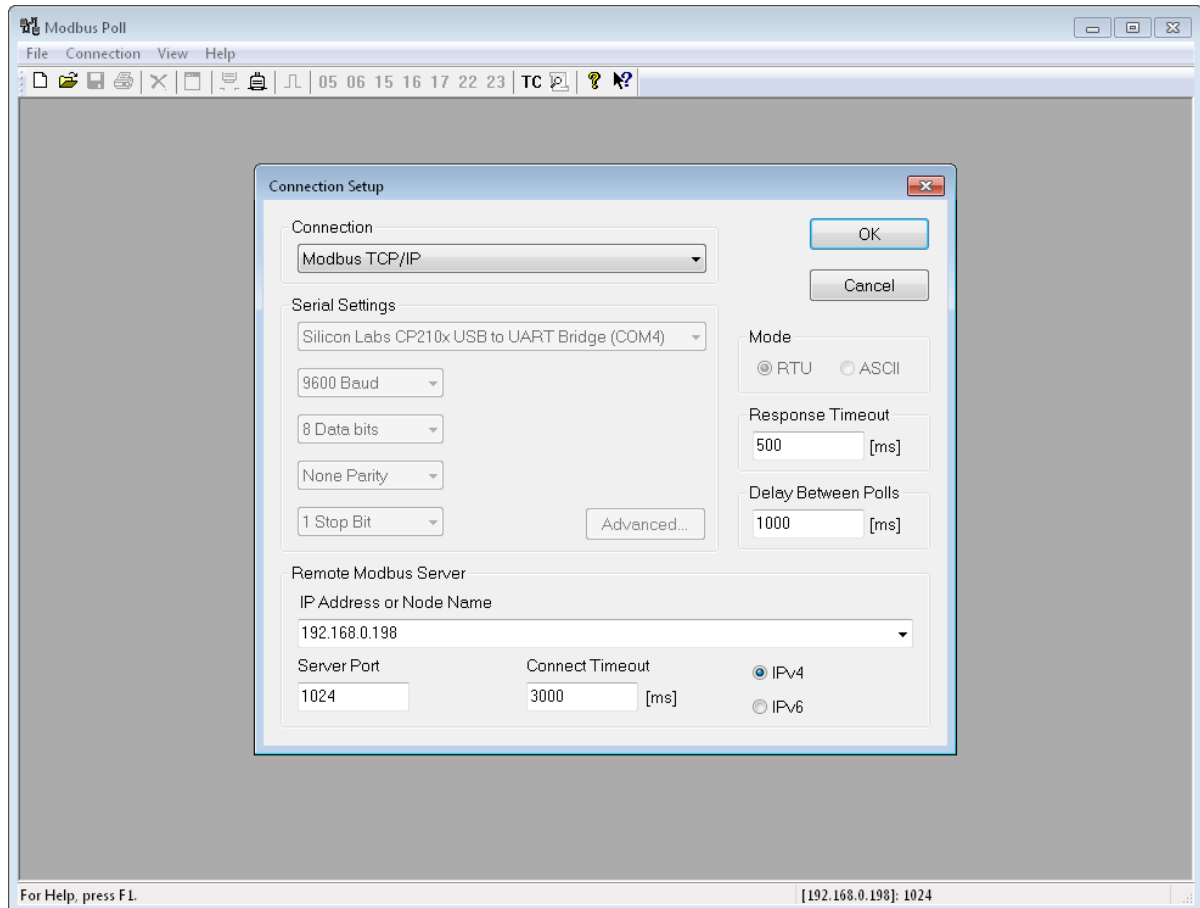 Modbus Poll
File Connection View Help
05 06 15 16 17 22 23 TC
Connection Setup
Connection
Modbus TCP/IP
OK
Cancel
Serial Settings
Silicon Labs CP210x USB to UART Bridge (COM4)
Mode
RTU ASCII
9600 Baud
8 Data bits
Response Timeout
500 [ms]
None Parity
Delay Between Polls
1 Stop Bit
Advanced...
1000 [ms]
Remote Modbus Server
IP Address or Node Name
192.168.0.198
Server Port
Connect Timeout
IPv4
1024
3000 [ms]
IPv6
For Help, press F1.
[192.168.0.198]: 1024